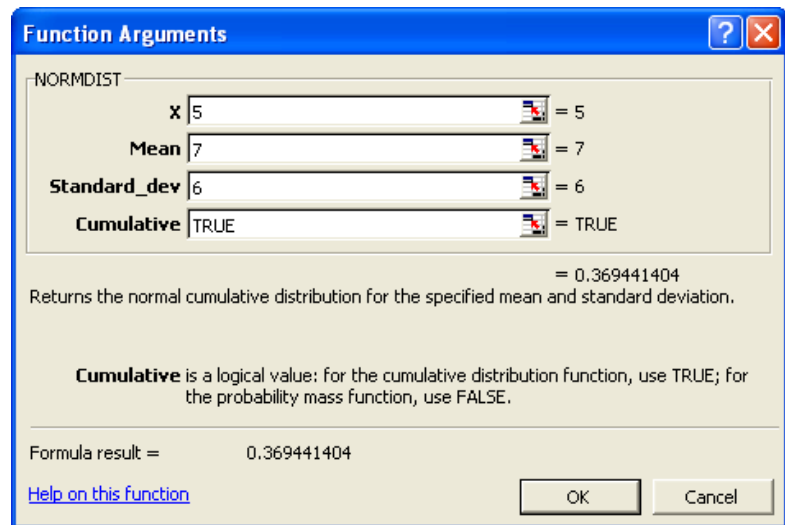 Function Arguments
NORMDIST
X 5 = 5
Mean 7 = 7
Standard_dev 6 = 6
Cumulative TRUE = TRUE
= 0.369441404
Returns the normal cumulative distribution for the specified mean and standard deviation.
Cumulative is a logical value: for the cumulative distribution function, use TRUE; for
the probability mass function, use FALSE.
Formula result = 0.369441404
Help on this function OK Cancel